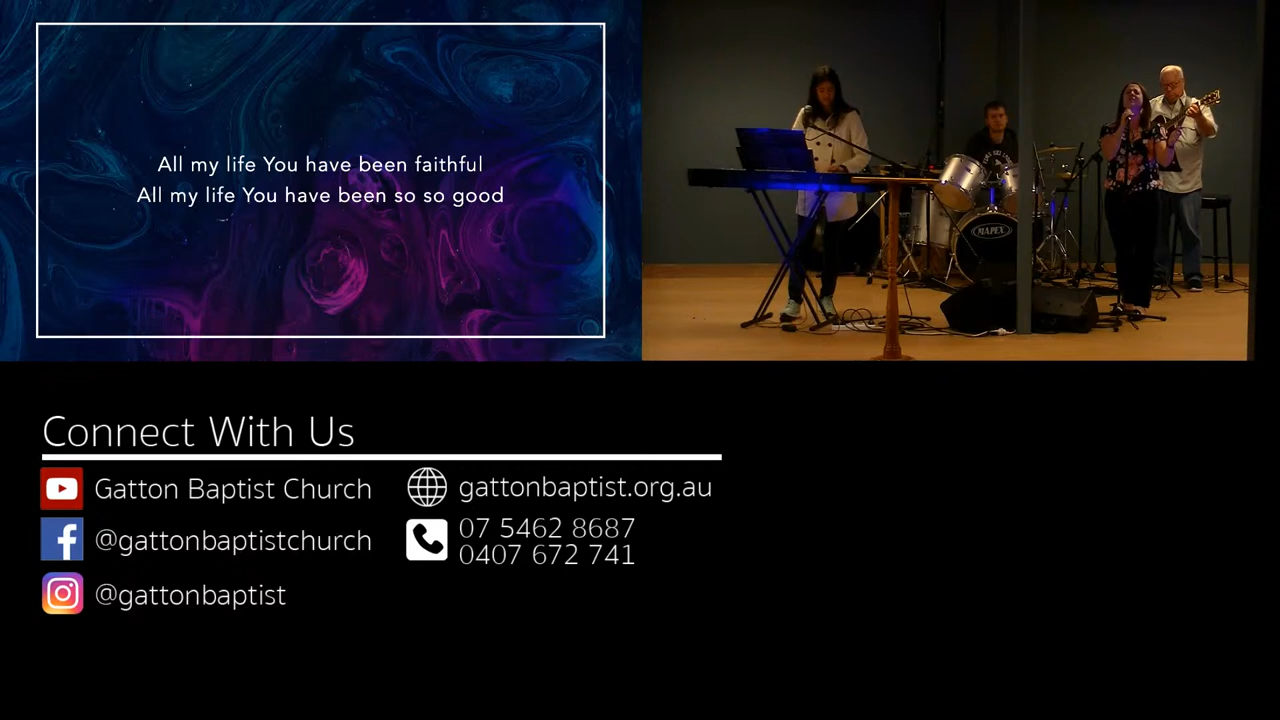 All my life You have been faithful
All my life You have been so so good
MAPEX
Connect With Us
Gatton Baptist Church
@gattonbaptistchurch
@gattonbaptist
gattonbaptist.org.au
07 5462 8687
0407 672 741